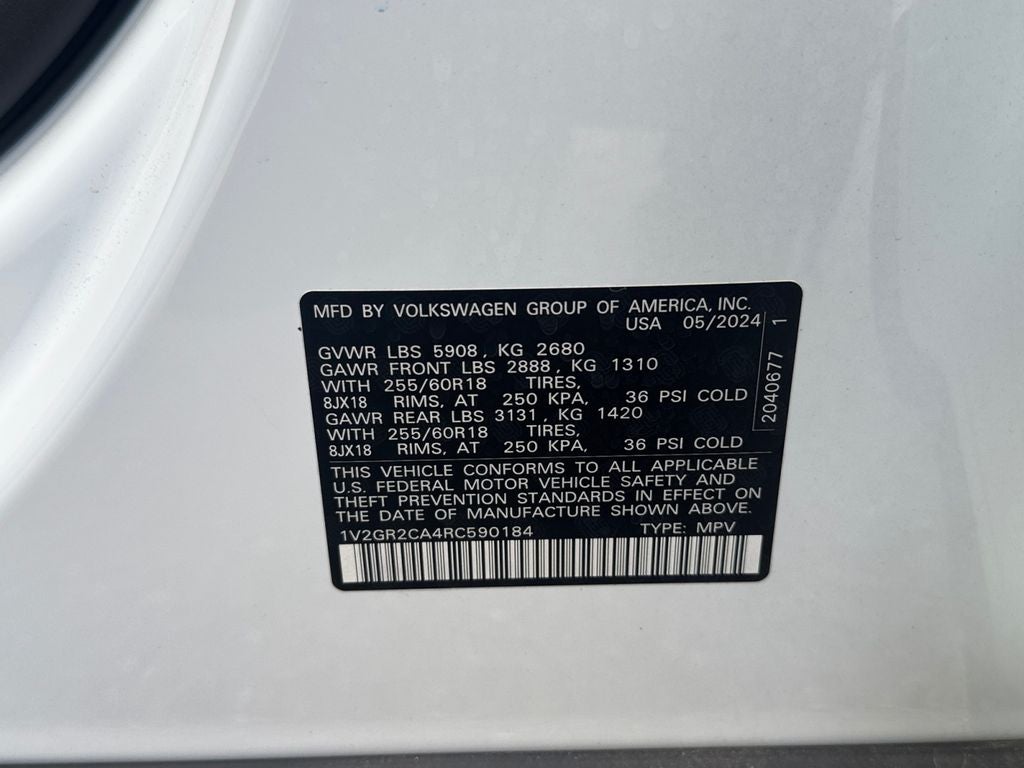 MFD BY VOLKSWAGEN GROUP OF AMERICA, INC.
USA 05/2024
GVWR LBS 5908, KG 2680
GAWR FRONT LBS 2888, KG 1310
WITH 255/60R18 TIRES,
8JX18 RIMS, AT 250 KPA, 36 PSI COLD
GAWR REAR LBS 3131, KG 1420
WITH 255/60R18 TIRES,
8JX18 RIMS, AT 250 KPA, 36 PSI COLD
THIS VEHICLE CONFORMS TO ALL APPLICABLE
U.S. FEDERAL MOTOR VEHICLE SAFETY AND
THEFT PREVENTION STANDARDS IN EFFECT ON
THE DATE OF MANUFACTURE SHOWN ABOVE.
1V2GR2CA4RC590184 TYPE: MPV
2040677 1